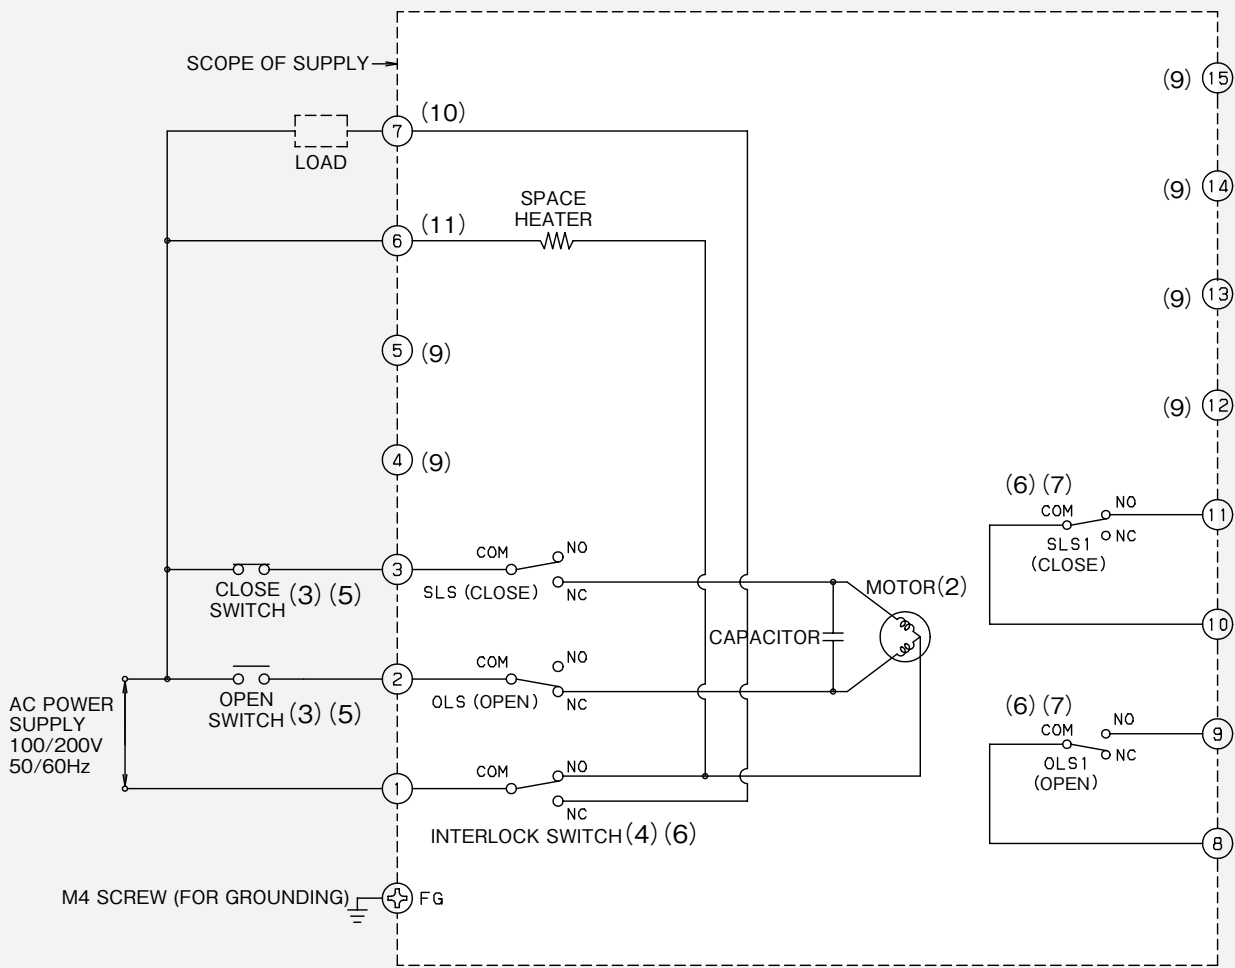 SCOPE OF SUPPLY
(9) 15
7 (10)
LOAD
(9) 14
SPACE
HEATER
6 (11)
(9) 13
5 (9)
(9) 12
4 (9)
(6) (7)
COM NO
11
NC
SLS1
(CLOSE)
10
3
COM NO
NC
SLS (CLOSE)
CLOSE
SWITCH (3) (5)
MOTOR (2)
CAPACITOR
2
COM NO
NC
OLS (OPEN)
OPEN
SWITCH (3) (5)
AC POWER
SUPPLY
100/200V
50/60Hz
(6) (7)
COM NO
9
NC
OLS1
(OPEN)
8
1
COM NO
NC
INTERLOCK SWITCH (4) (6)
M4 SCREW (FOR GROUNDING) FG